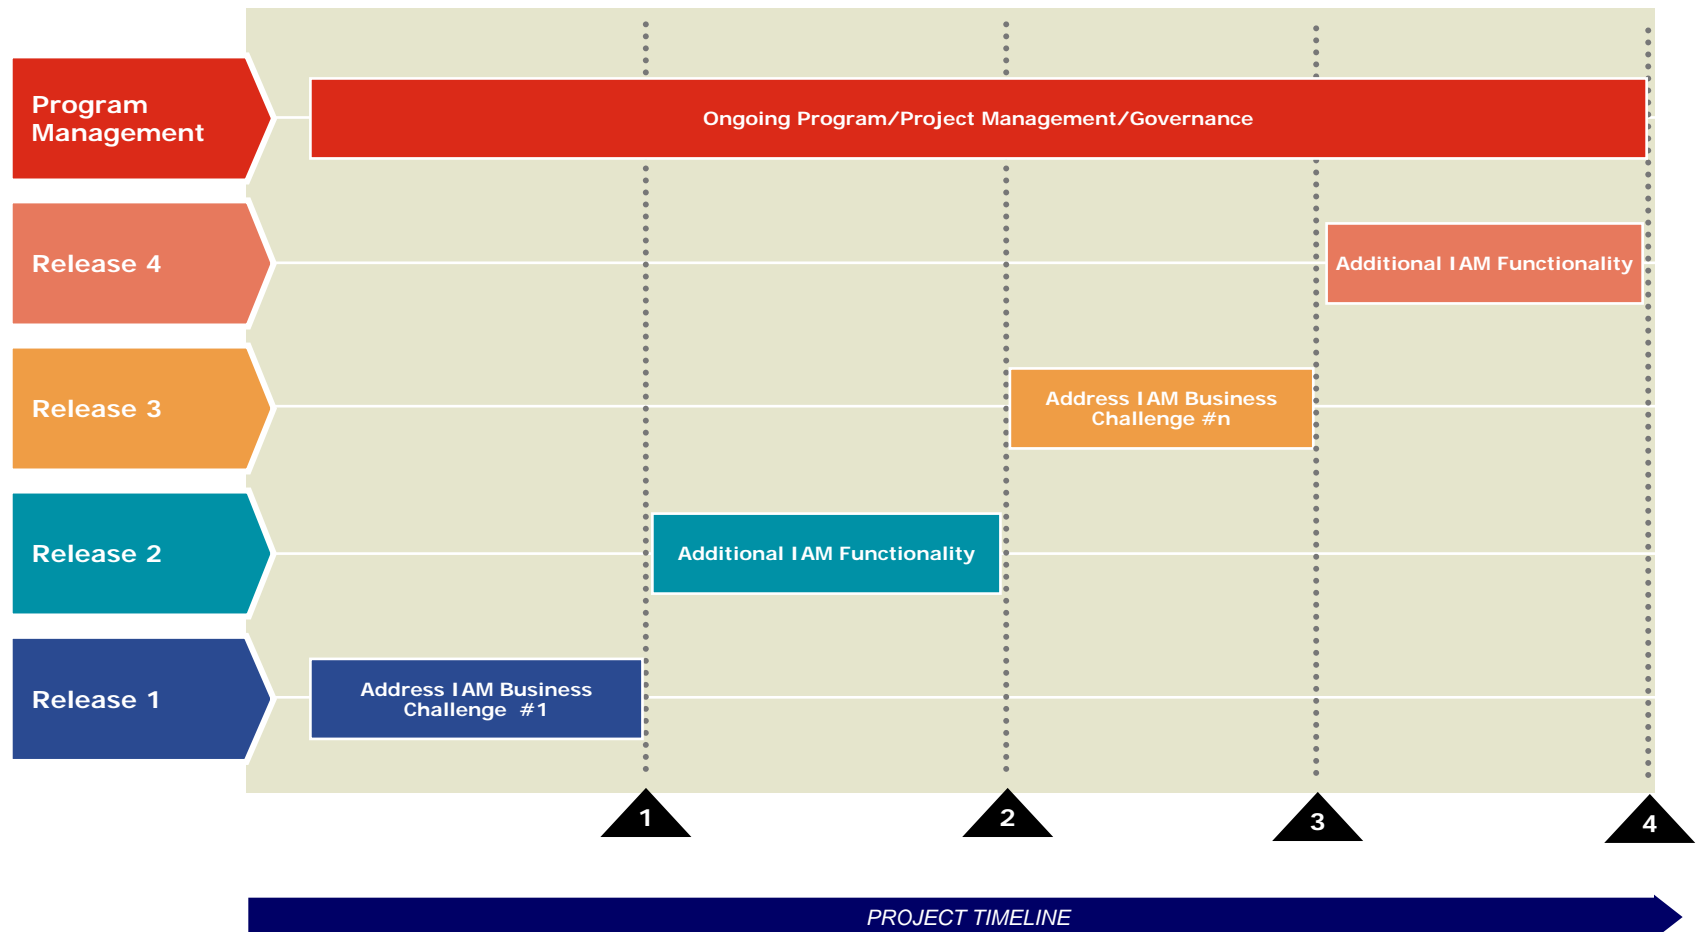 Program
Management
Ongoing Program/Project Management/Governance
Release 4
Additional IAM Functionality
Release 3
Address IAM Business
Challenge #n
Release 2
Additional IAM Functionality
Release 1
Address IAM Business
Challenge #1
1
2
3
4
PROJECT TIMELINE